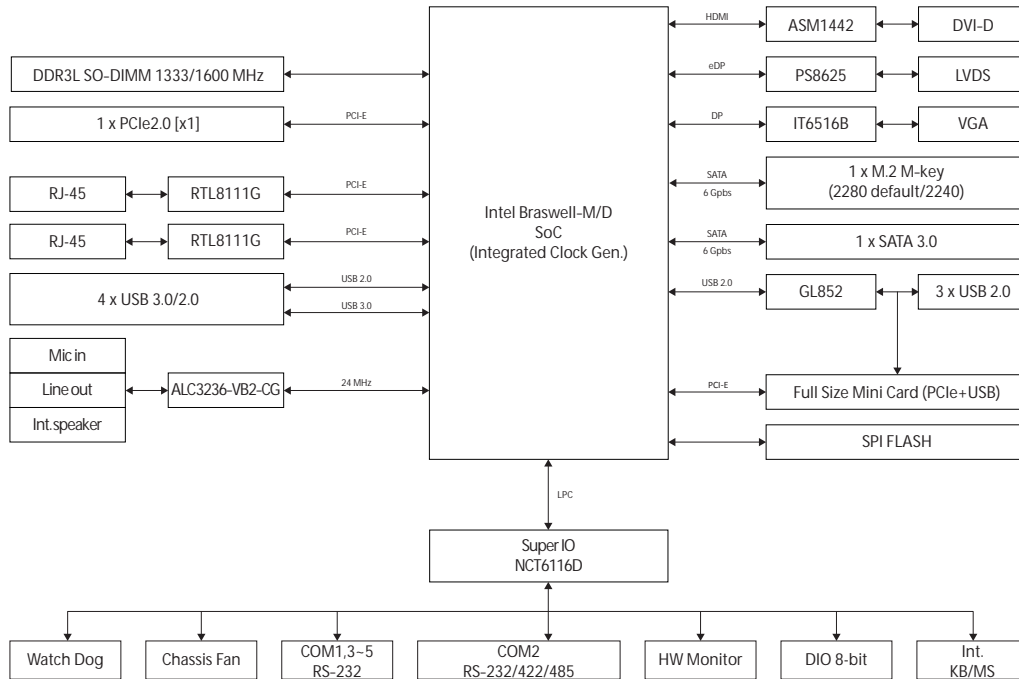 HDMI
ASM1442
DVI-D
DDR3L SO-DIMM 1333/1600 MHz
eDP
PS8625
LVDS
1 x PCIe2.0 [x1]
PCI-E
DP
IT6516B
VGA
RJ-45
RTL8111G
PCI-E
SATA
6 Gpbs
1 x M.2 M-key
(2280 default/2240)
Intel Braswell-M/D
SoC
(Integrated Clock Gen.)
RJ-45
RTL8111G
PCI-E
SATA
6 Gpbs
1 x SATA 3.0
4 x USB 3.0/2.0
USB 2.0
USB 3.0
USB 2.0
GL852
3 x USB 2.0
Mic in
Line out
Int. speaker
ALC3236-VB2-CG
24 MHz
PCI-E
Full Size Mini Card (PCIe+USB)
SPI FLASH
LPC
Super IO
NCT6116D
Watch Dog
Chassis Fan
COM1,3~5
RS-232
COM2
RS-232/422/485
HW Monitor
DIO 8-bit
Int.
KB/MS